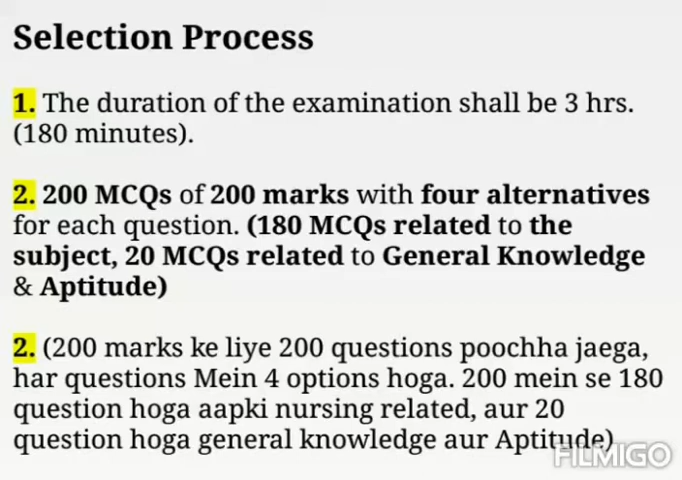 Selection Process
1. The duration of the examination shall be 3 hrs.
(180 minutes).
2. 200 MCQs of 200 marks with four alternatives
for each question. (180 MCQs related to the
subject, 20 MCQs related to General Knowledge
& Aptitude)
2. (200 marks ke liye 200 questions poochha jaega,
har questions Mein 4 options hoga. 200 mein se 180
question hoga aapki nursing related, aur 20
question hoga general knowledge aur Aptitude)
FILMIGO